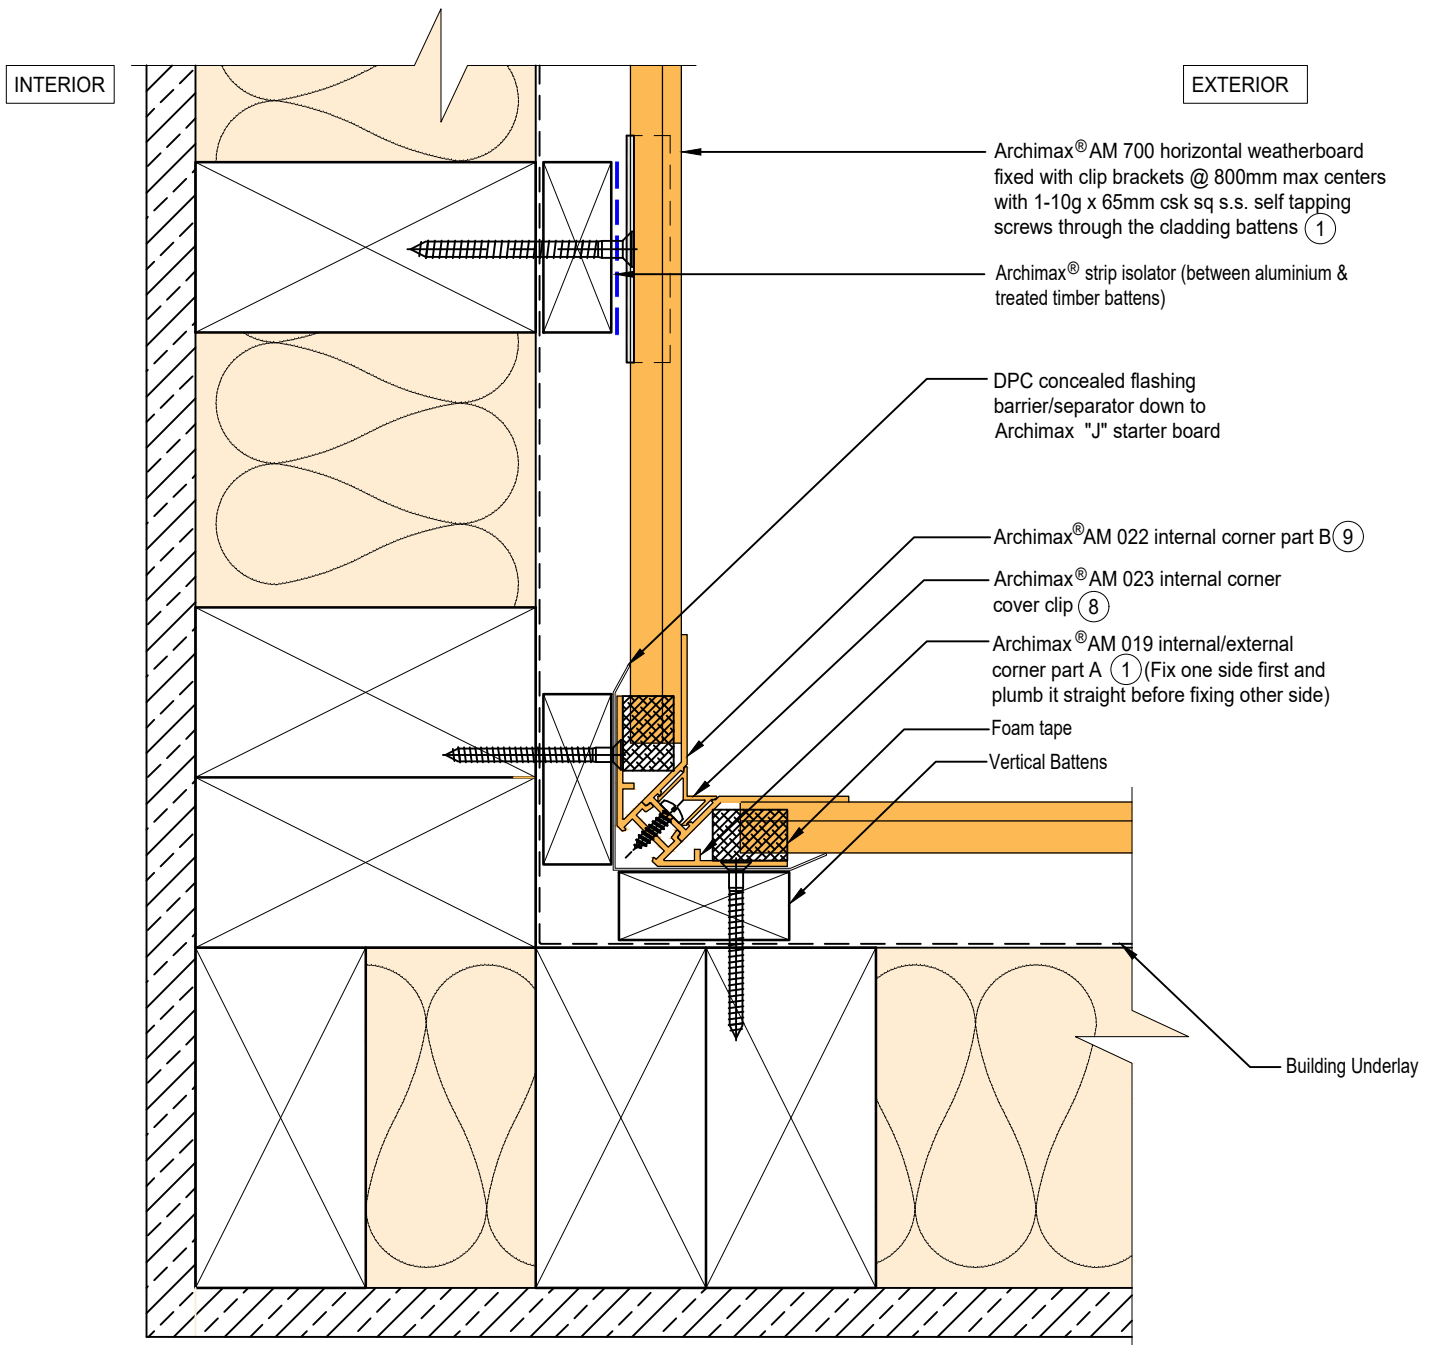 INTERIOR
EXTERIOR
Archimax® AM 700 horizontal weatherboard
fixed with clip brackets @ 800mm max centers
with 1-10g x 65mm csk sq s.s. self tapping
screws through the cladding battens 1
Archimax® strip isolator (between aluminium &
treated timber battens)
DPC concealed flashing
barrier/separator down to
Archimax "J" starter board
Archimax® AM 022 internal corner part B 9
Archimax® AM 023 internal corner
cover clip 8
Archimax® AM 019 internal/external
corner part A 1 (Fix one side first and
plumb it straight before fixing other side)
Foam tape
Vertical Battens
Building Underlay